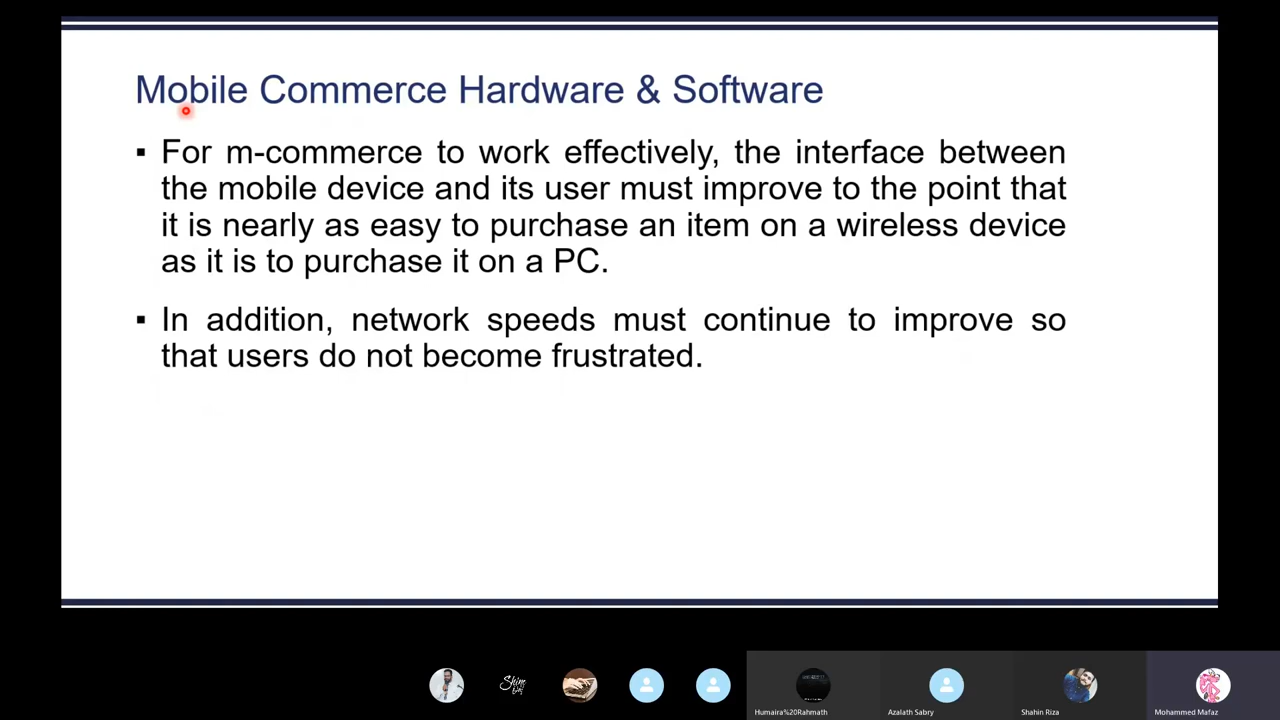 Mobile Commerce Hardware & Software
▪ For m-commerce to work effectively, the interface between
the mobile device and its user must improve to the point that
it is nearly as easy to purchase an item on a wireless device
as it is to purchase it on a PC.
▪ In addition, network speeds must continue to improve so
that users do not become frustrated.
Humaira%20Rahmath
Azalath Sabry
Shahin Riza
Mohammed Mafaz